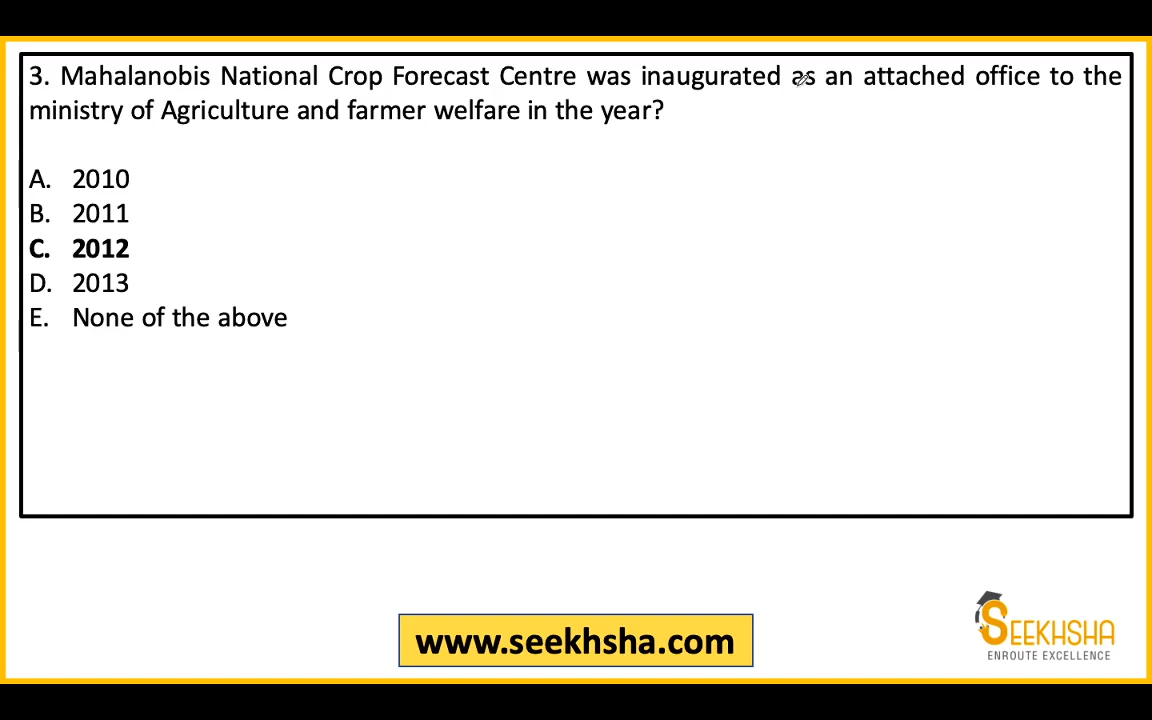 3. Mahalanobis National Crop Forecast Centre was inaugurated as an attached office to the
ministry of Agriculture and farmer welfare in the year?
A. 2010
B. 2011
C. 2012
D. 2013
E. None of the above
www.seekhsha.com
SEEKHSHA
ENROUTE EXCELLENCE